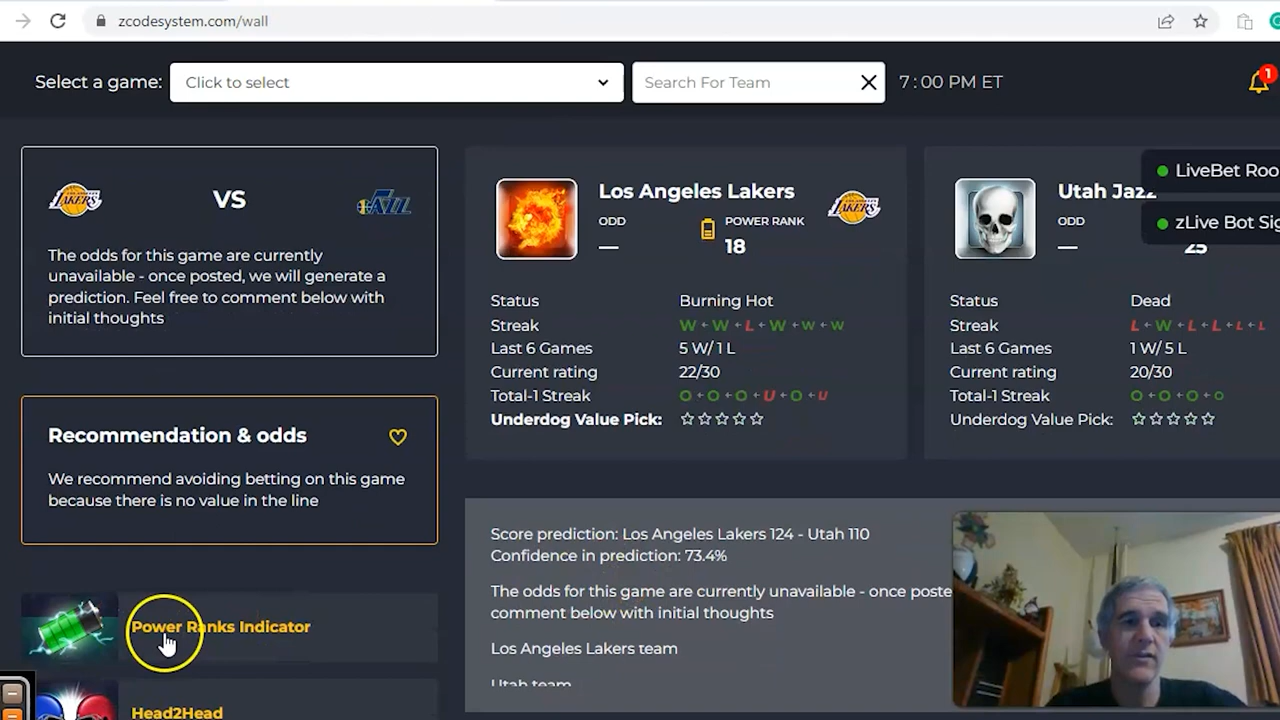 zcodesystem.com/wall
Select a game:
Click to select
Search For Team
7:00 PM ET
1
VS
The odds for this game are currently
unavailable - once posted, we will generate a
prediction. Feel free to comment below with
initial thoughts
Recommendation & odds
We recommend avoiding betting on this game
because there is no value in the line
Power Ranks Indicator
Head2Head
Los Angeles Lakers
LAKERS
ODD
—
POWER RANK
18
Status Burning Hot
Streak W W L W W W
Last 6 Games 5 W/ 1 L
Current rating 22/30
Total-1 Streak O O O U O U
Underdog Value Pick:
Utah Jazz
ODD
—
25
LiveBet Roo
zLive Bot Sig
Status Dead
Streak L W L L L L
Last 6 Games 1 W/ 5 L
Current rating 20/30
Total-1 Streak O O O O
Underdog Value Pick:
Score prediction: Los Angeles Lakers 124 - Utah 110
Confidence in prediction: 73.4%
The odds for this game are currently unavailable - once poste
comment below with initial thoughts
Los Angeles Lakers team
Utah team